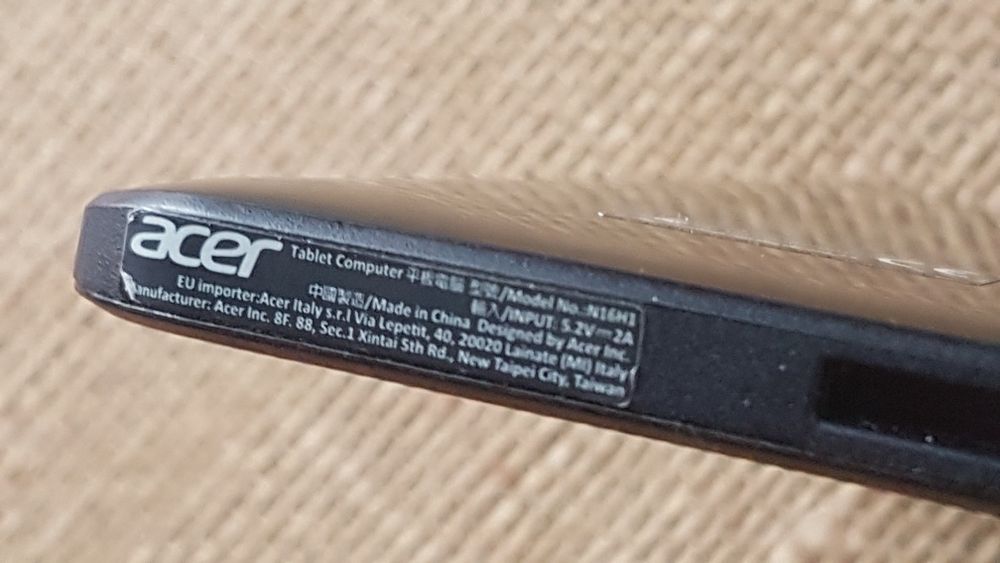 acer
Tablet Computer 平板電腦 型號/Model No.:N16H1
輸入/INPUT: 5.2V⎓2A
中國製造/Made in China Designed by Acer Inc.
EU importer:Acer Italy s.r.l Via Lepetit, 40, 20020 Lainate (MI) Italy
anufacturer: Acer Inc. 8F. 88, Sec.1 Xintai 5th Rd., New Taipei City, Taiwan